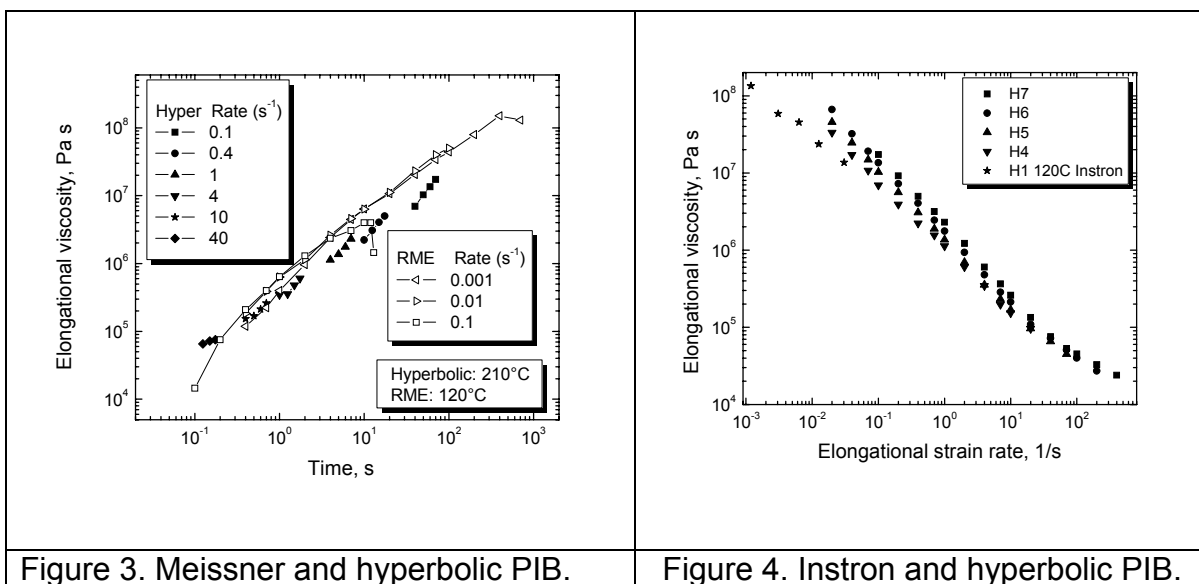 Elongational viscosity, Pa s
10⁸
10⁷
10⁶
10⁵
10⁴
Hyper Rate (s⁻¹)
0.1
0.4
1
4
10
40
RME Rate (s⁻¹)
0.001
0.01
0.1
Hyperbolic: 210°C
RME: 120°C
10⁻¹ 10⁰ 10¹ 10² 10³
Time, s
Figure 3. Meissner and hyperbolic PIB.
Elongational viscosity, Pa s
10⁸
10⁷
10⁶
10⁵
10⁴
H7
H6
H5
H4
H1 120C Instron
10⁻³ 10⁻² 10⁻¹ 10⁰ 10¹ 10²
Elongational strain rate, 1/s
Figure 4. Instron and hyperbolic PIB.